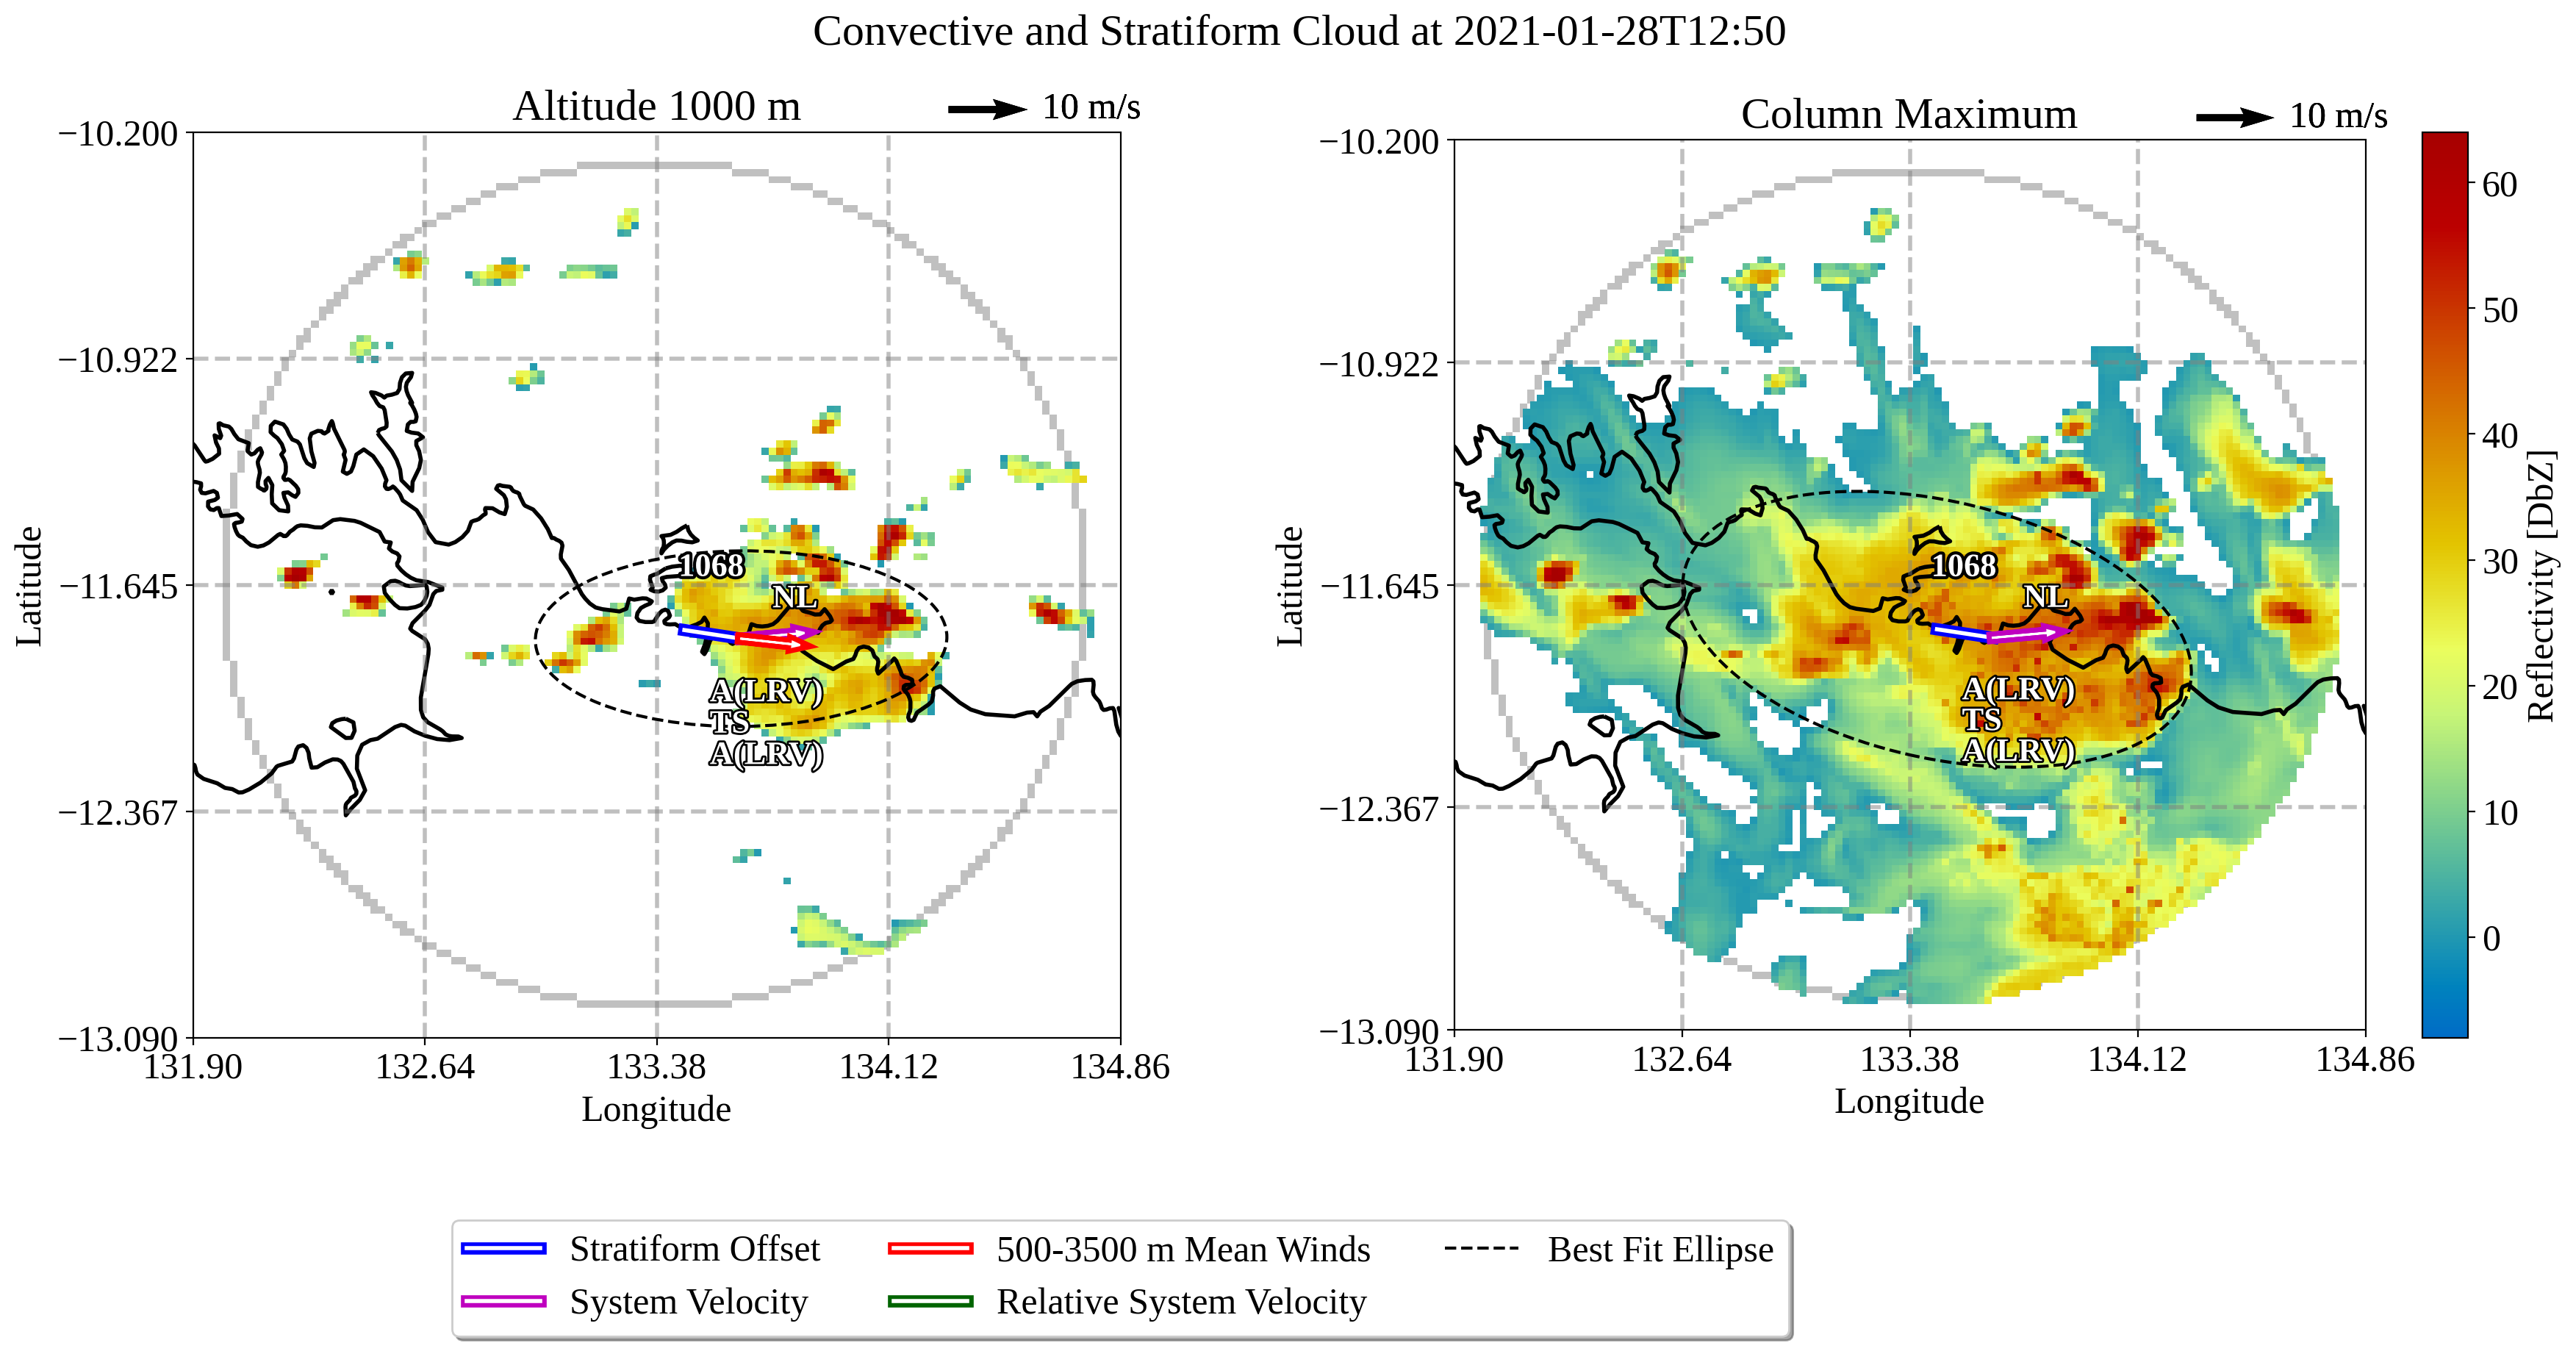 Convective and Stratiform Cloud at 2021-01-28T12:50
Altitude 1000 m
10 m/s
−10.200
−10.922
−11.645
−12.367
−13.090
131.90
132.64
133.38
134.12
134.86
Latitude
Longitude
1068
NL
A(LRV)
TS
A(LRV)
Column Maximum
10 m/s
−10.200
−10.922
−11.645
−12.367
−13.090
131.90
132.64
133.38
134.12
134.86
Latitude
Longitude
1068
NL
A(LRV)
TS
A(LRV)
60
50
40
30
20
10
0
Reflectivity [DbZ]
Stratiform Offset
System Velocity
500-3500 m Mean Winds
Relative System Velocity
Best Fit Ellipse